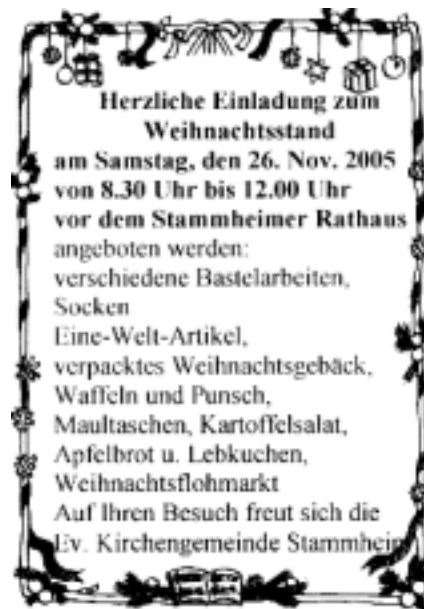 Herzliche Einladung zum
Weihnachtsstand
am Samstag, den 26. Nov. 2005
von 8.30 Uhr bis 12.00 Uhr
vor dem Stammheimer Rathaus
angeboten werden:
verschiedene Bastelarbeiten,
Socken
Eine-Welt-Artikel,
verpacktes Weihnachtsgebäck,
Waffeln und Punsch,
Maultaschen, Kartoffelsalat,
Apfelbrot u. Lebkuchen,
Weihnachtsflohmarkt
Auf Ihren Besuch freut sich die
Ev. Kirchengemeinde Stammheim